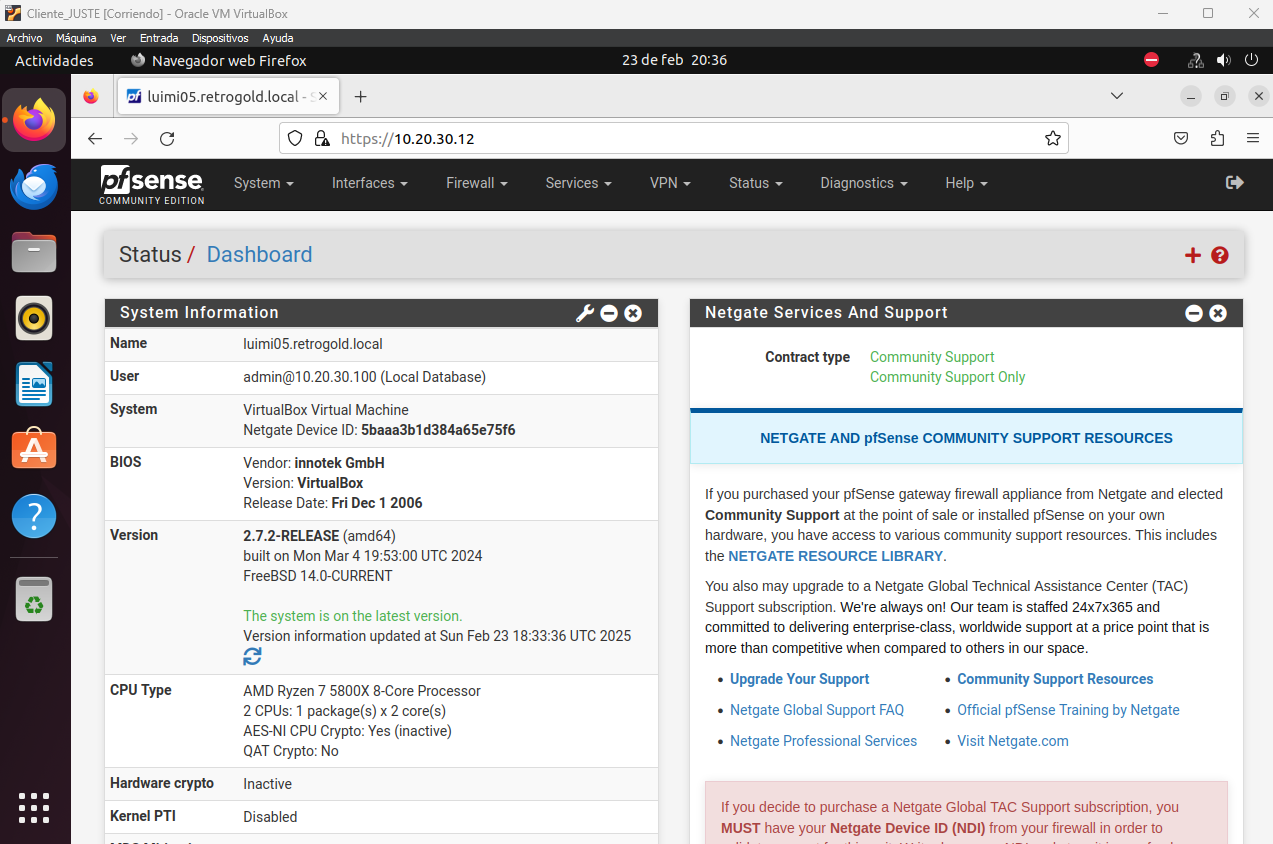 Cliente_JUSTE [Corriendo] - Oracle VM VirtualBox
Archivo Máquina Ver Entrada Dispositivos Ayuda
Actividades Navegador web Firefox 23 de feb 20:36
luimi05.retrogold.local - S
https://10.20.30.12
pfsense
COMMUNITY EDITION
System Interfaces Firewall Services VPN Status Diagnostics Help
Status / Dashboard
System Information
Name luimi05.retrogold.local
User admin@10.20.30.100 (Local Database)
System VirtualBox Virtual Machine
Netgate Device ID: 5baaa3b1d384a65e75f6
BIOS Vendor: innotek GmbH
Version: VirtualBox
Release Date: Fri Dec 1 2006
Version 2.7.2-RELEASE (amd64)
built on Mon Mar 4 19:53:00 UTC 2024
FreeBSD 14.0-CURRENT
The system is on the latest version.
Version information updated at Sun Feb 23 18:33:36 UTC 2025
CPU Type AMD Ryzen 7 5800X 8-Core Processor
2 CPUs: 1 package(s) x 2 core(s)
AES-NI CPU Crypto: Yes (inactive)
QAT Crypto: No
Hardware crypto Inactive
Kernel PTI Disabled
Netgate Services And Support
Contract type Community Support
Community Support Only
NETGATE AND pfSense COMMUNITY SUPPORT RESOURCES
If you purchased your pfSense gateway firewall appliance from Netgate and elected
Community Support at the point of sale or installed pfSense on your own
hardware, you have access to various community support resources. This includes
the NETGATE RESOURCE LIBRARY.
You also may upgrade to a Netgate Global Technical Assistance Center (TAC)
Support subscription. We're always on! Our team is staffed 24x7x365 and
committed to delivering enterprise-class, worldwide support at a price point that is
more than competitive when compared to others in our space.
Upgrade Your Support Community Support Resources
Netgate Global Support FAQ Official pfSense Training by Netgate
Netgate Professional Services Visit Netgate.com
If you decide to purchase a Netgate Global TAC Support subscription, you
MUST have your Netgate Device ID (NDI) from your firewall in order to